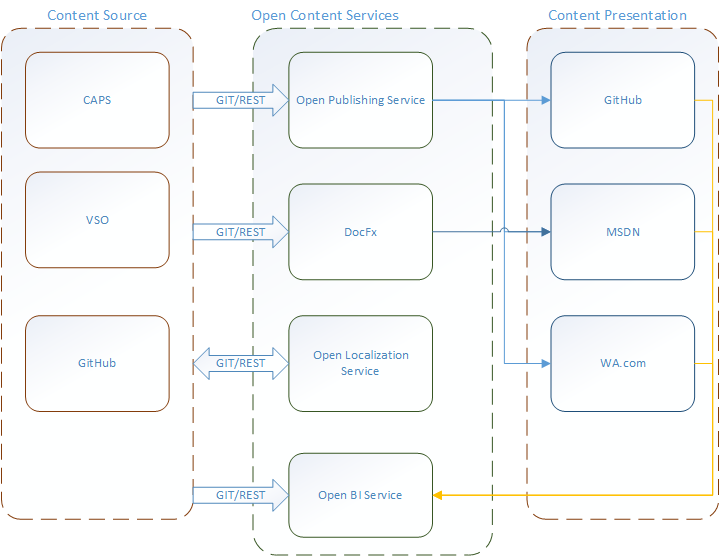 Content Source
Open Content Services
Content Presentation
CAPS
GIT/REST
Open Publishing Service
GitHub
VSO
GIT/REST
DocFx
MSDN
GitHub
GIT/REST
Open Localization
Service
WA.com
GIT/REST
Open BI Service